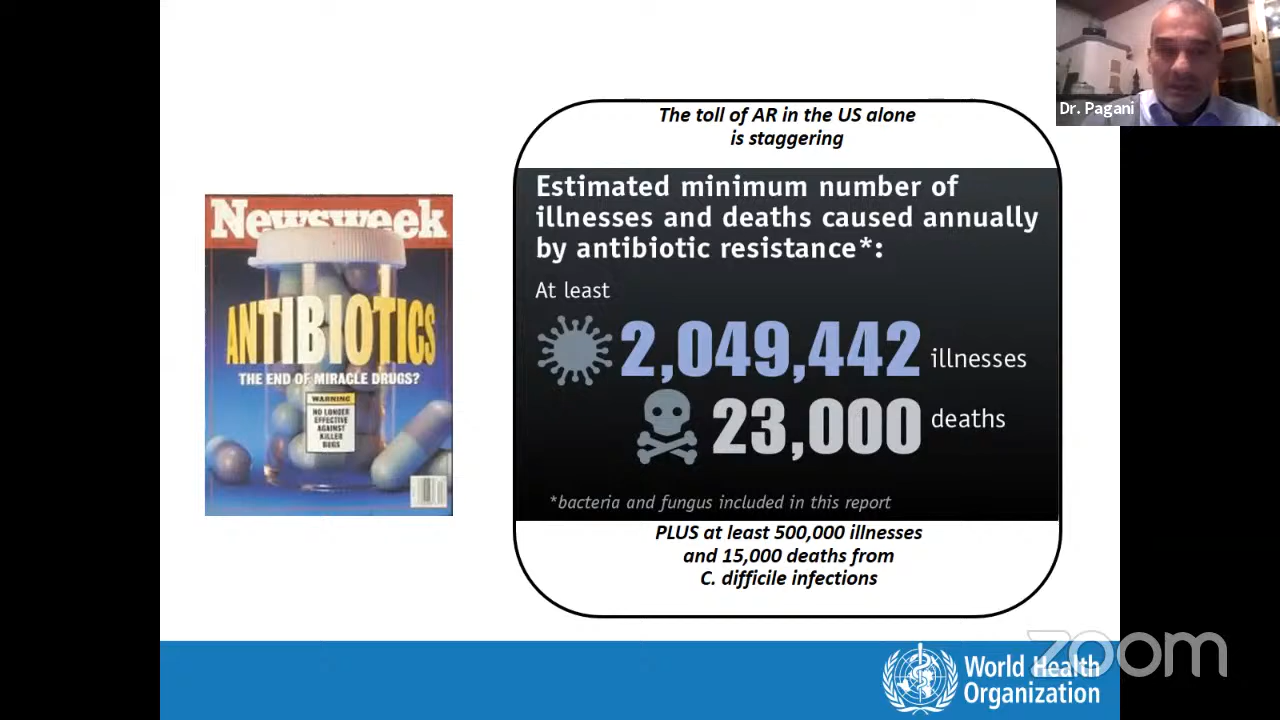 Dr. Pagani
The toll of AR in the US alone
is staggering
Estimated minimum number of
illnesses and deaths caused annually
by antibiotic resistance*:
At least
2,049,442 illnesses
23,000 deaths
*bacteria and fungus included in this report
PLUS at least 500,000 illnesses
and 15,000 deaths from
C. difficile infections
Newsweek
ANTIBIOTICS
THE END OF MIRACLE DRUGS?
WARNING
NO LONGER
EFFECTIVE
AGAINST
KILLER
BUGS
World Health
Organization
zoom